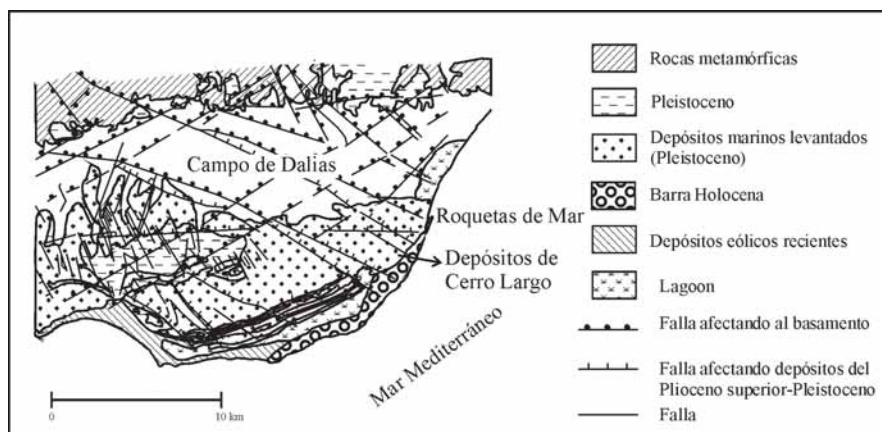 Campo de Dalías
Roquetas de Mar
Depósitos de
Cerro Largo
Mar Mediterráneo
0
10 km
Rocas metamórficas
Pleistoceno
Depósitos marinos levantados
(Pleistoceno)
Barra Holocena
Depósitos eólicos recientes
Lagoon
Falla afectando al basamento
Falla afectando depósitos del
Plioceno superior-Pleistoceno
Falla